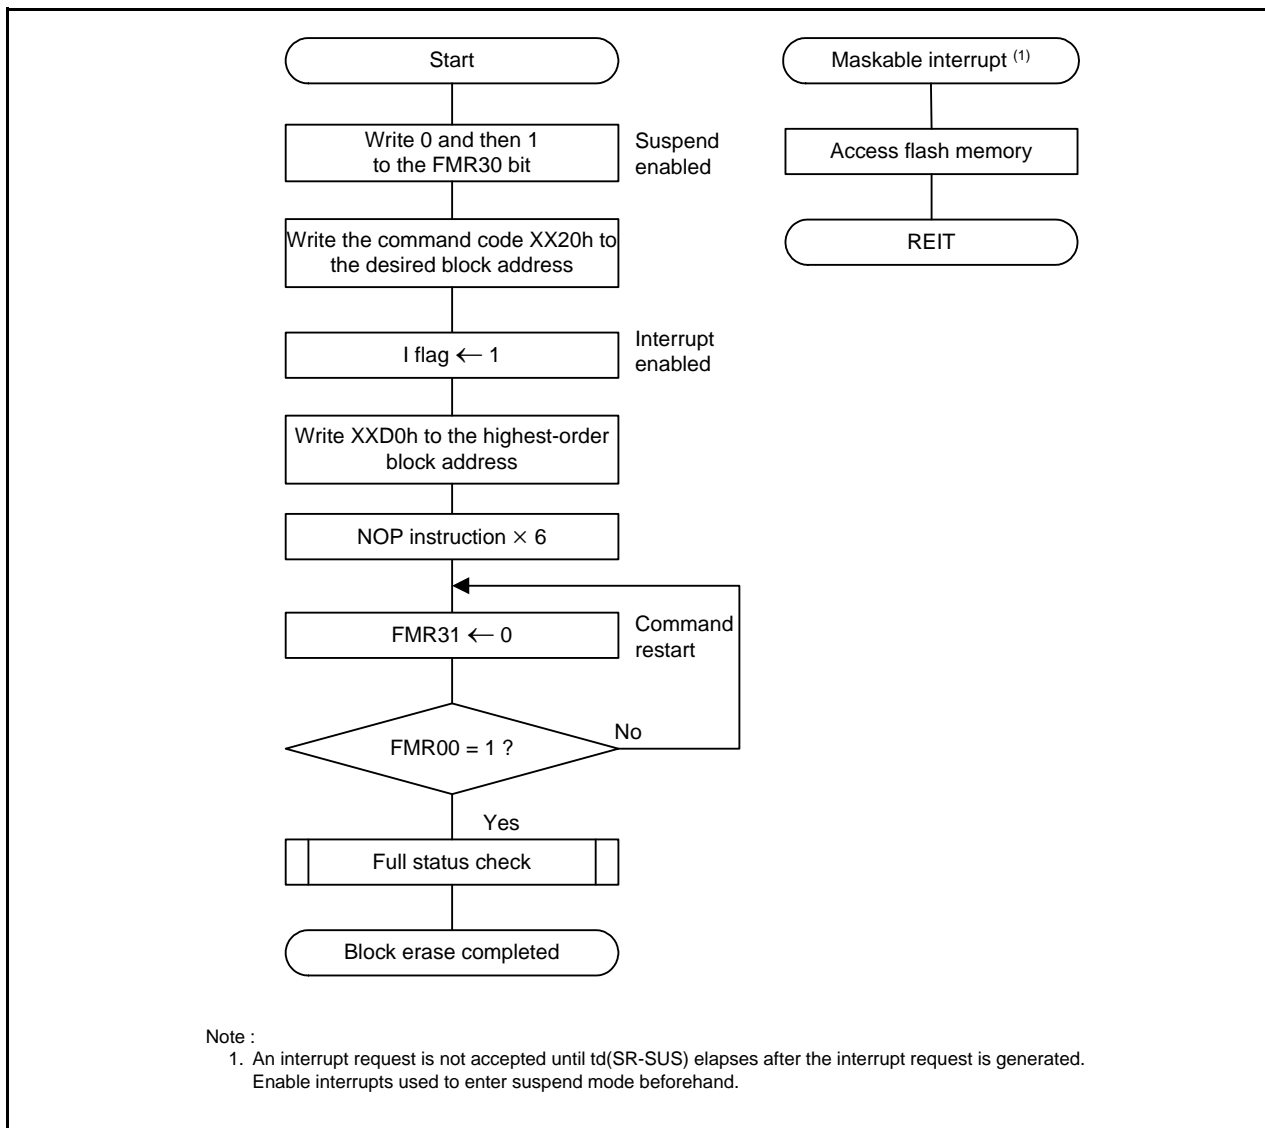 Start
Write 0 and then 1
to the FMR30 bit
Suspend
enabled
Write the command code XX20h to
the desired block address
I flag ← 1
Interrupt
enabled
Write XXD0h to the highest-order
block address
NOP instruction × 6
FMR31 ← 0
Command
restart
FMR00 = 1 ?
No
Yes
Full status check
Block erase completed
Maskable interrupt (1)
Access flash memory
REIT
Note :
1. An interrupt request is not accepted until td(SR-SUS) elapses after the interrupt request is generated.
Enable interrupts used to enter suspend mode beforehand.